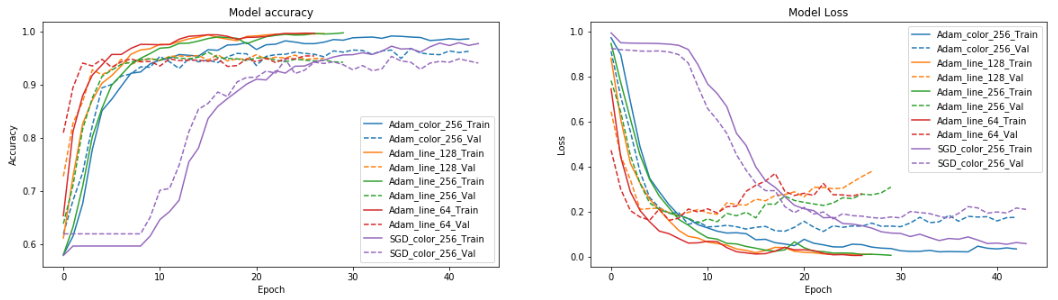 Model accuracy
Accuracy
1.0
0.9
0.8
0.7
0.6
0
10
20
30
40
Epoch
Adam_color_256_Train
Adam_color_256_Val
Adam_line_128_Train
Adam_line_128_Val
Adam_line_256_Train
Adam_line_256_Val
Adam_line_64_Train
Adam_line_64_Val
SGD_color_256_Train
SGD_color_256_Val
Model Loss
Loss
1.0
0.8
0.6
0.4
0.2
0.0
0
10
20
30
40
Epoch
Adam_color_256_Train
Adam_color_256_Val
Adam_line_128_Train
Adam_line_128_Val
Adam_line_256_Train
Adam_line_256_Val
Adam_line_64_Train
Adam_line_64_Val
SGD_color_256_Train
SGD_color_256_Val